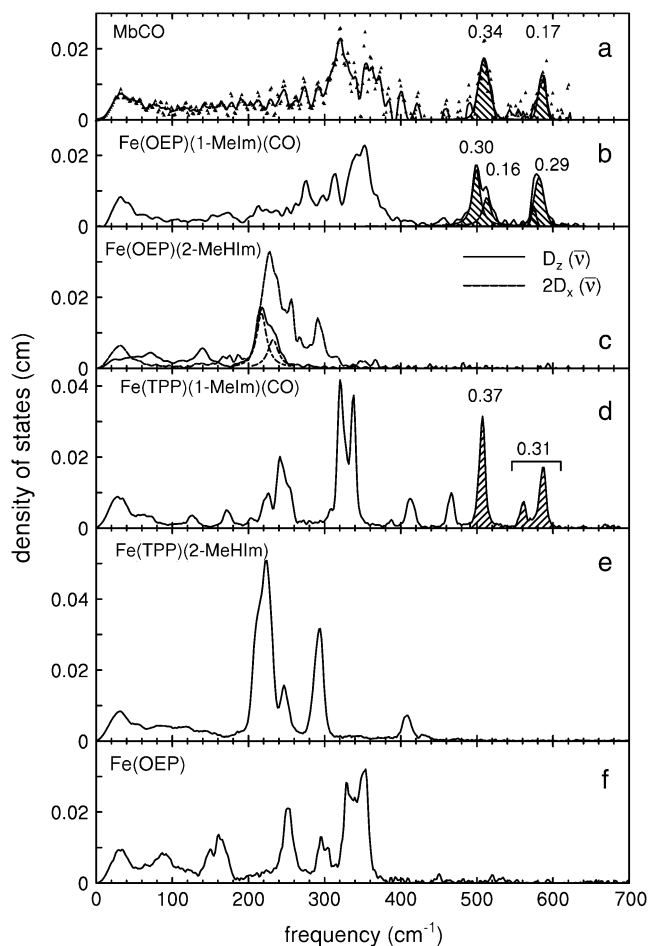 MbCO
0.34
0.17
a
0.02
0
Fe(OEP)(1-MeIm)(CO)
0.30
0.16
0.29
b
0.02
0
Fe(OEP)(2-MeHIm)
D_z (ν̅)
2D_x (ν̅)
c
0.02
0
Fe(TPP)(1-MeIm)(CO)
0.37
0.31
d
0.04
0.02
0
Fe(TPP)(2-MeHIm)
e
0.04
0.02
0
Fe(OEP)
f
0.02
0
0 100 200 300 400 500 600 700
frequency (cm⁻¹)
density of states (cm)